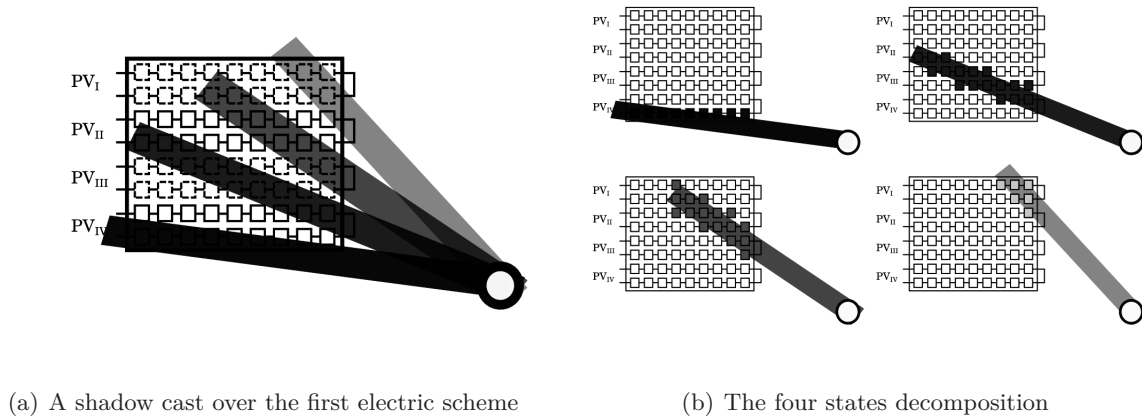 PV_I
PV_II
PV_III
PV_IV
PV_I
PV_II
PV_III
PV_IV
PV_I
PV_II
PV_III
PV_IV
PV_I
PV_II
PV_III
PV_IV
PV_I
PV_II
PV_III
PV_IV
(a) A shadow cast over the first electric scheme
(b) The four states decomposition